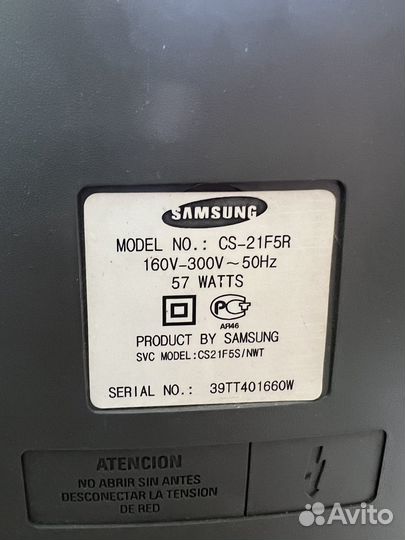 SAMSUNG
MODEL NO.: CS-21F5R
160V-300V~50Hz
57 WATTS
АЯ46
PRODUCT BY SAMSUNG
SVC MODEL:CS21F5S/NWT
SERIAL NO.: 39TT401660W
ATENCION
NO ABRIR SIN ANTES
DESCONECTAR LA TENSION
DE RED
Avito